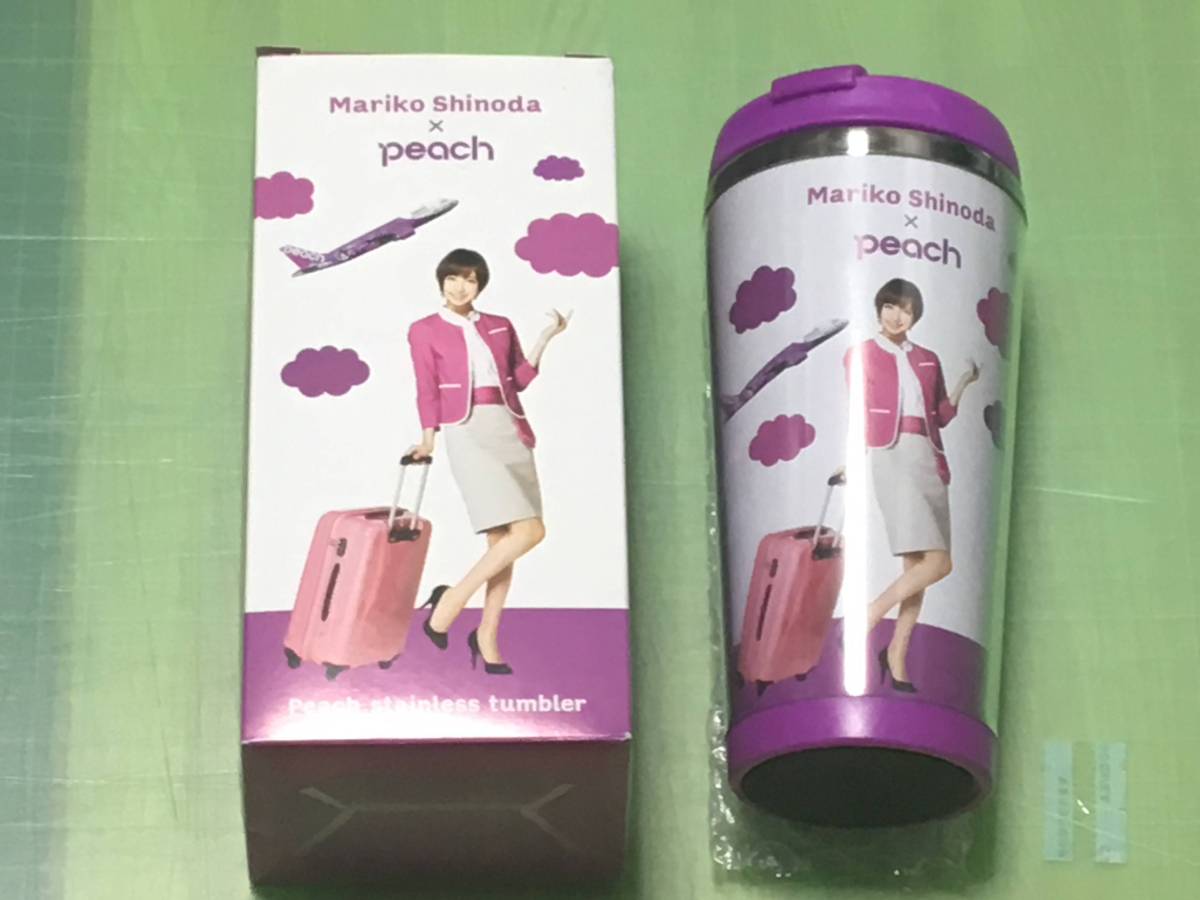 Mariko Shinoda
×
peach
Peach stainless tumbler
Mariko Shinoda
×
peach